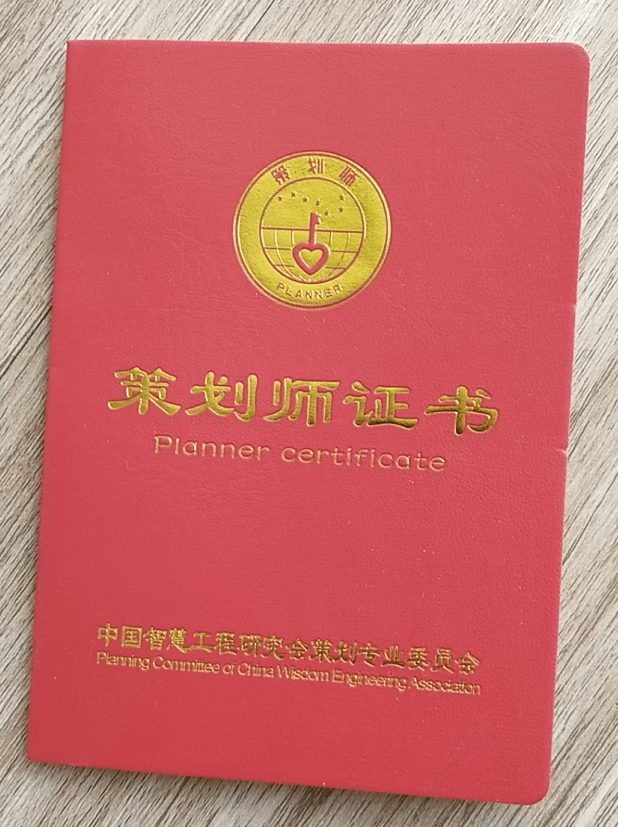 策划师
PLANNER
策划师证书
Planner certificate
中国智慧工程研究会策划专业委员会
Planning Committee of China Wisdom Engineering Association